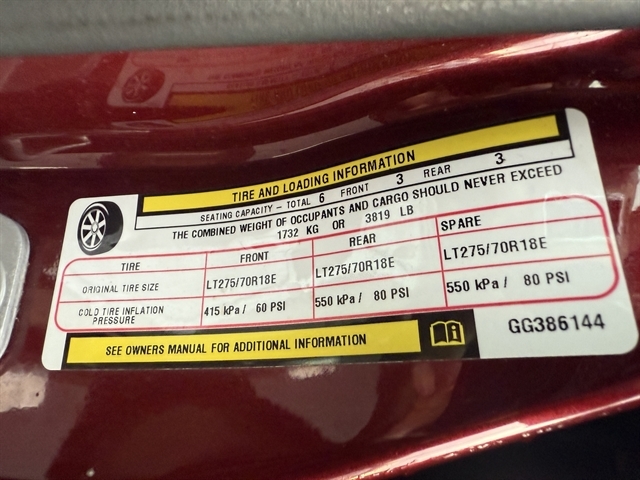 TIRE AND LOADING INFORMATION
SEATING CAPACITY – TOTAL 6 FRONT 3 REAR 3
THE COMBINED WEIGHT OF OCCUPANTS AND CARGO SHOULD NEVER EXCEED
1732 KG OR 3819 LB
TIRE FRONT REAR SPARE
ORIGINAL TIRE SIZE LT275/70R18E LT275/70R18E LT275/70R18E
COLD TIRE INFLATION PRESSURE 415 kPa / 60 PSI 550 kPa / 80 PSI 550 kPa / 80 PSI
SEE OWNERS MANUAL FOR ADDITIONAL INFORMATION
GG386144